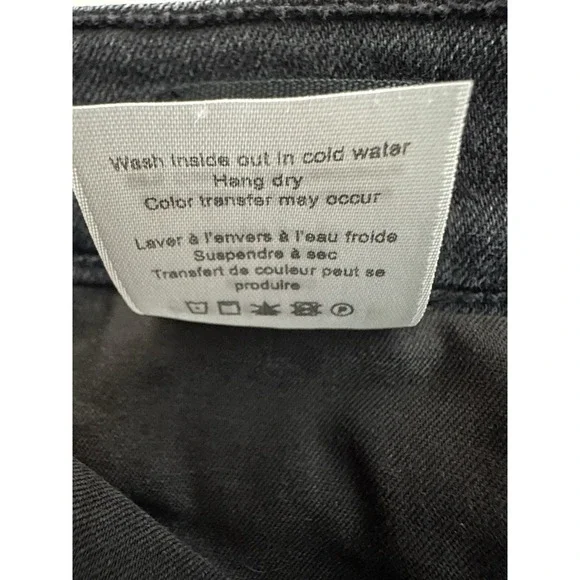 Wash inside out in cold water
Hang dry
Color transfer may occur
Laver à l'envers à l'eau froide
Suspendre à sec
Transfert de couleur peut se
produire
P